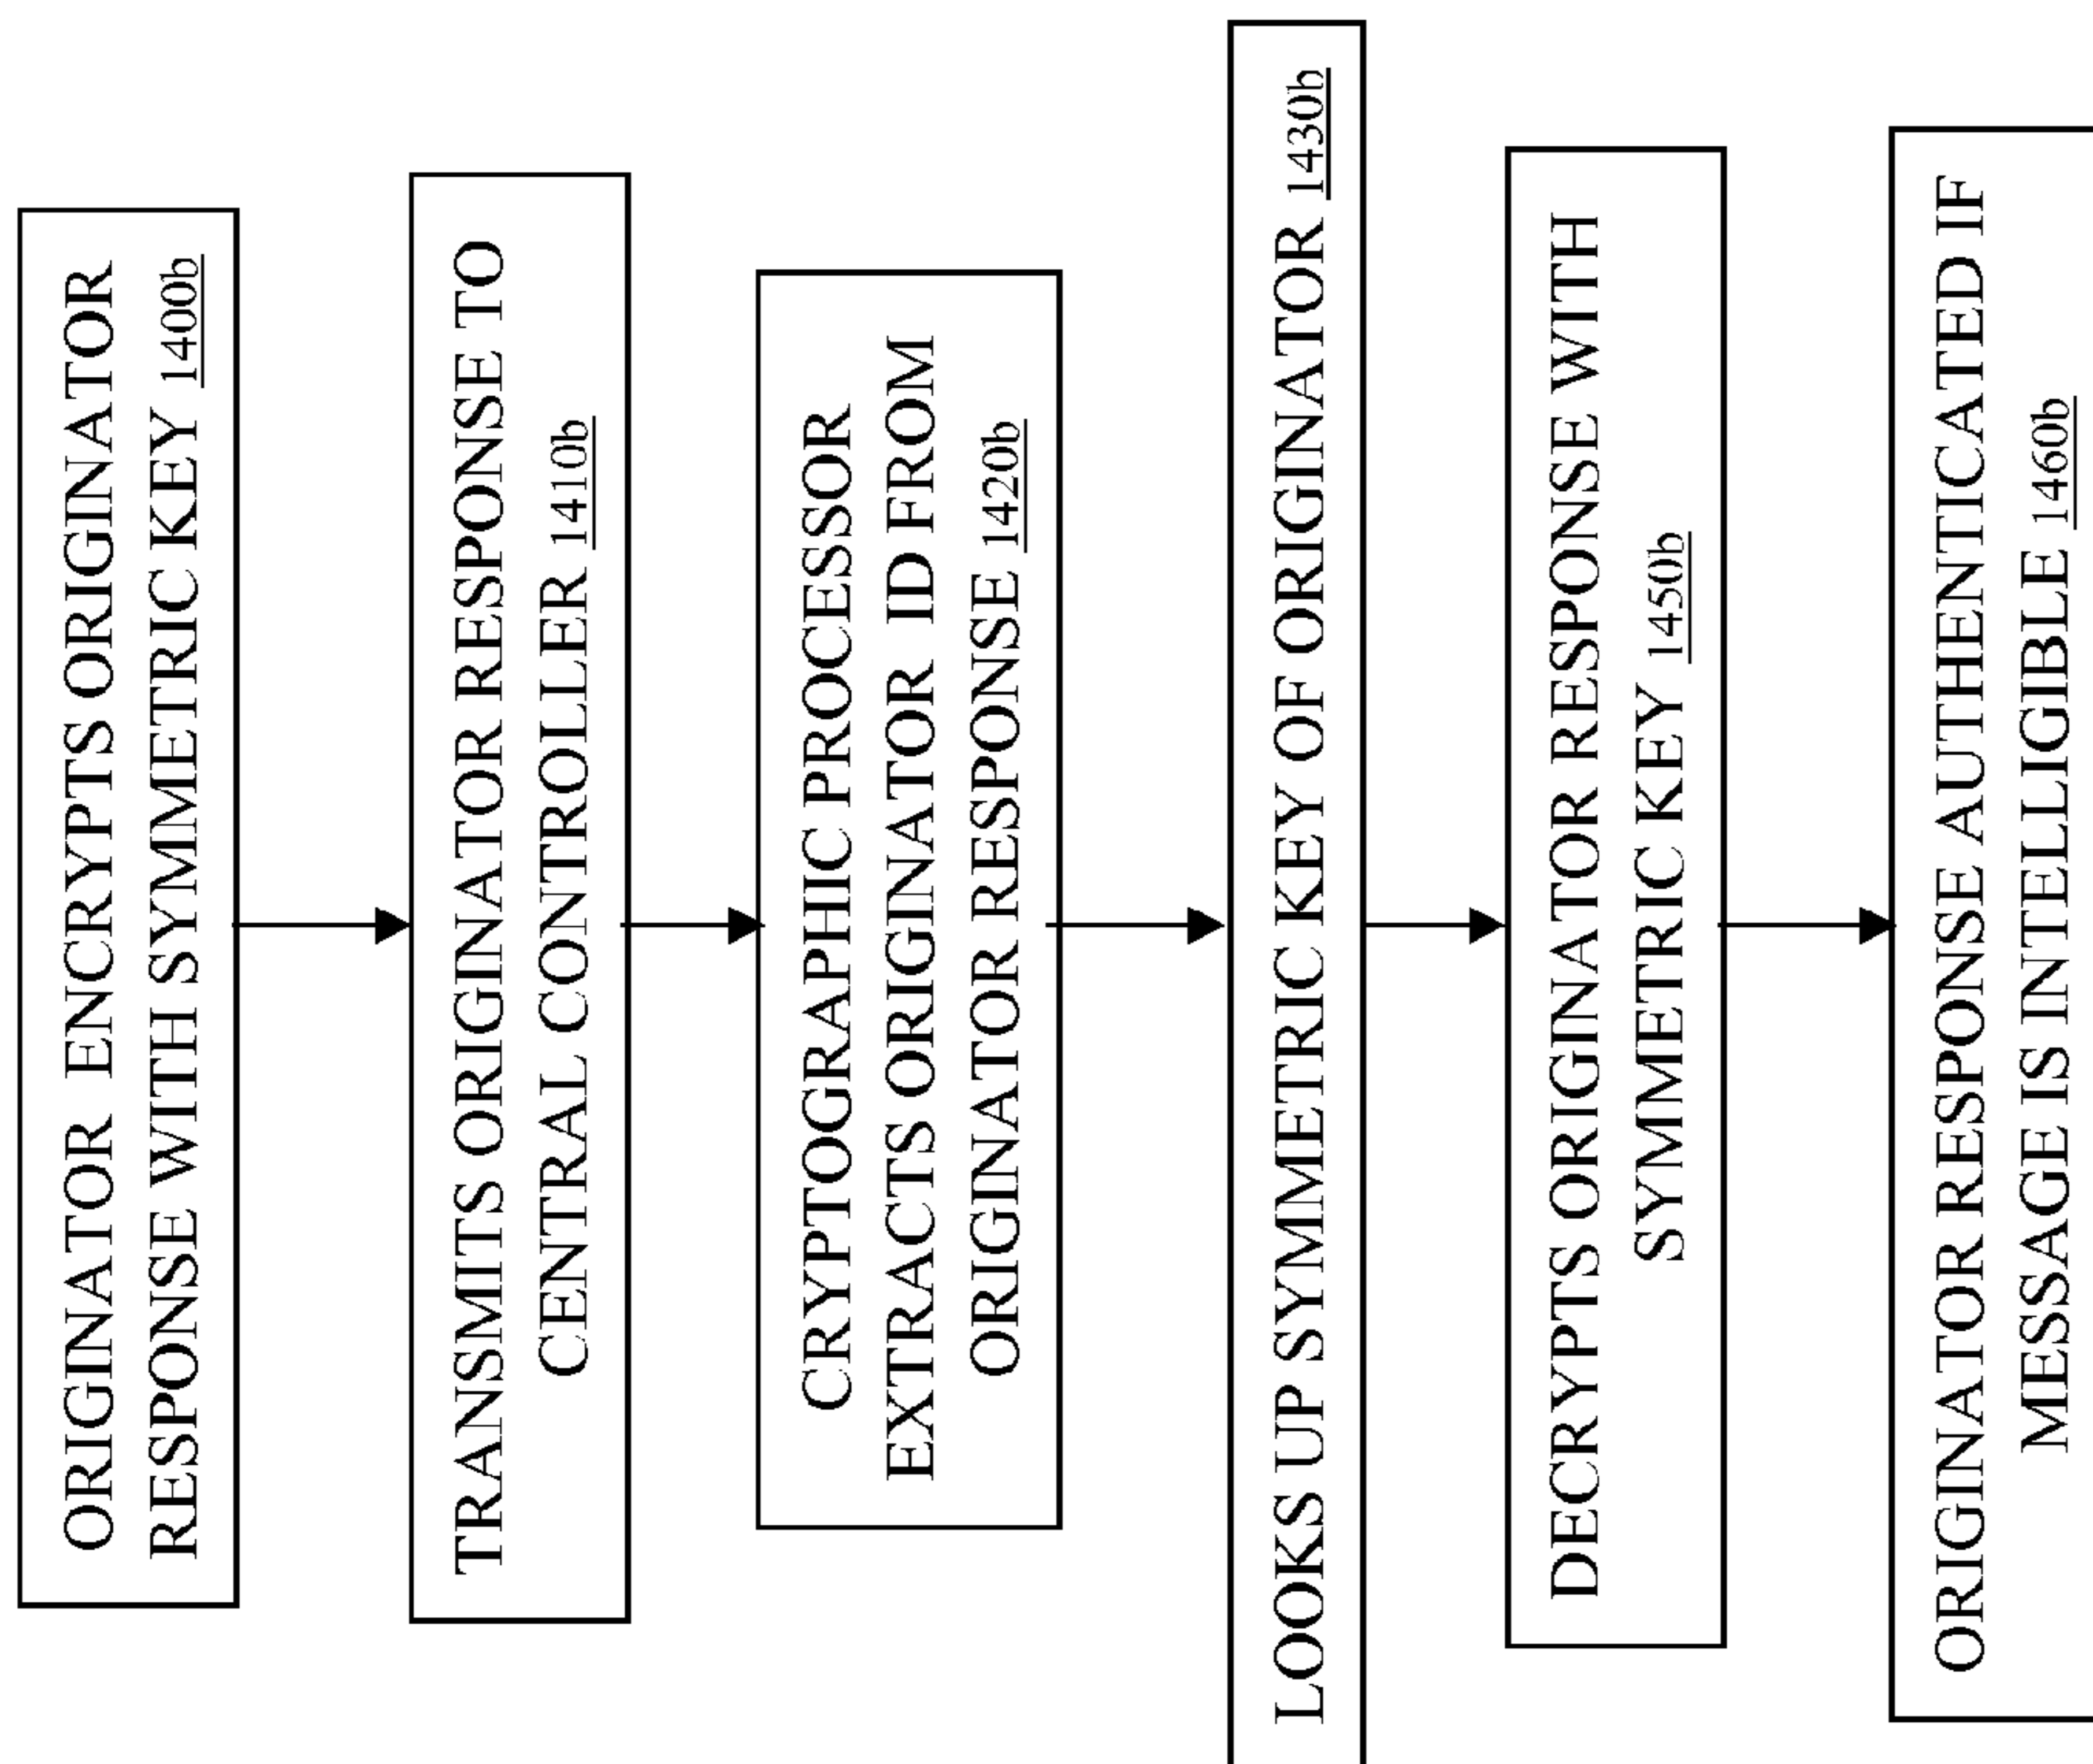 ORIGINATOR ENCRYPTS ORIGINATOR
RESPONSE WITH SYMMETRIC KEY 1400b
TRANSMITS ORIGINATOR RESPONSE TO
CENTRAL CONTROLLER 1410b
CRYPTOGRAPHIC PROCESSOR
EXTRACTS ORIGINATOR ID FROM
ORIGINATOR RESPONSE 1420b
LOOKS UP SYMMETRIC KEY OF ORIGINATOR 1430b
DECRYPTS ORIGINATOR RESPONSE WITH
SYMMETRIC KEY 1450b
ORIGINATOR RESPONSE AUTHENTICATED IF
MESSAGE IS INTELLIGIBLE 1460b